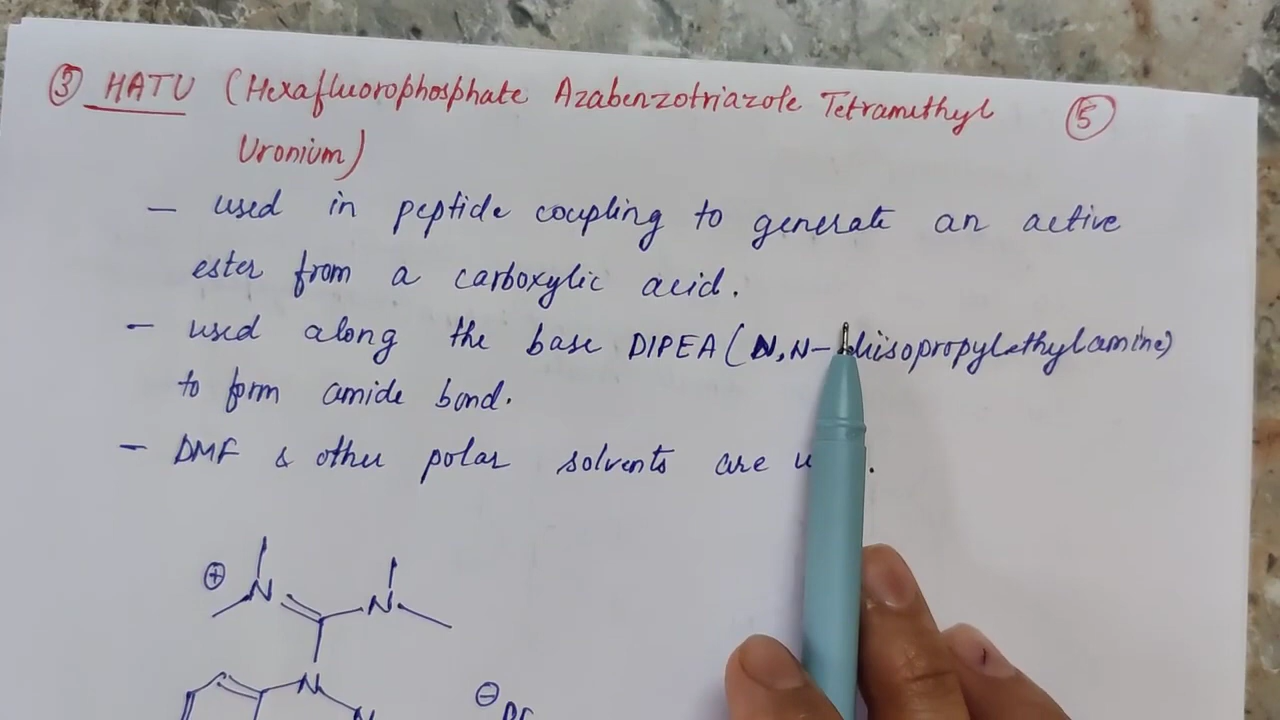 ③ HATU (Hexafluorophosphate Azabenzotriazole Tetramethyl ⑤
Uronium)
– used in peptide coupling to generate an active
ester from a carboxylic acid.
– used along the base DIPEA (N,N-diisopropylethylamine)
to form amide bond.
– DMF & other polar solvents are
⊕ N N
N
N ⊖